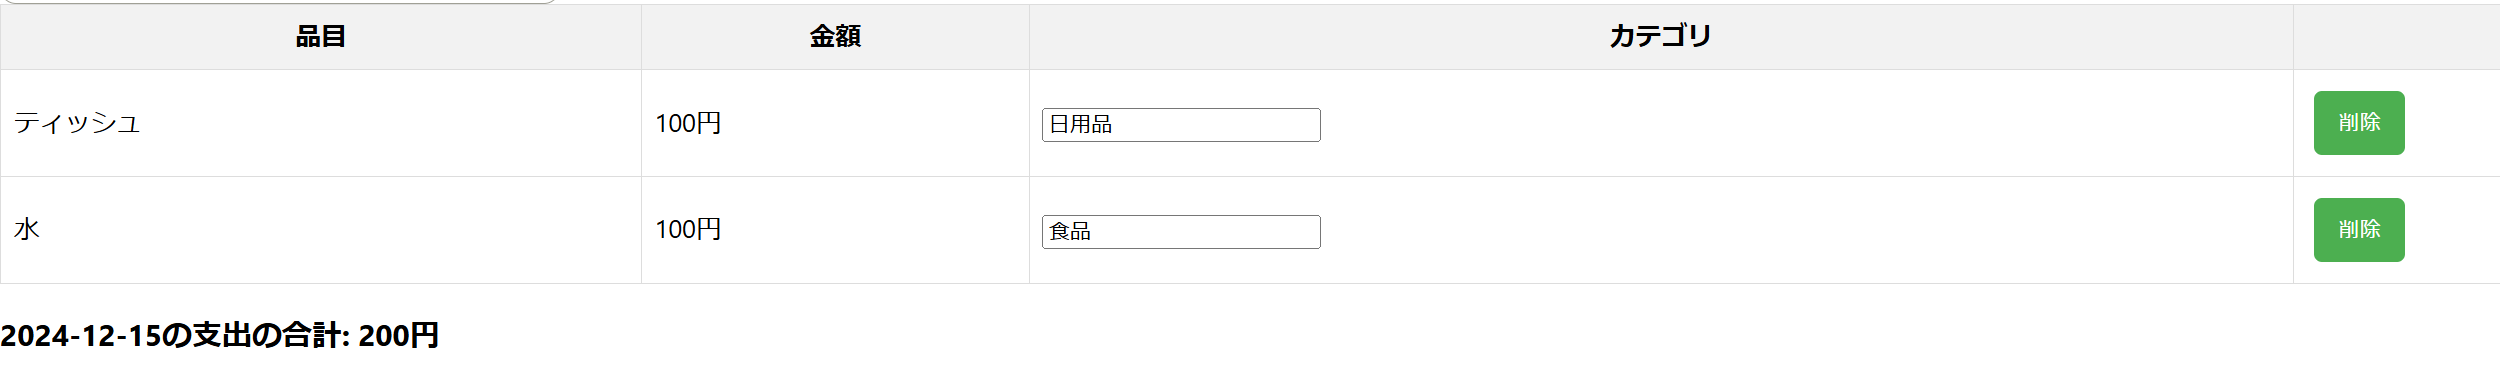 品目 金額 カテゴリ
ティッシュ 100円 日用品 削除
水 100円 食品 削除
2024-12-15の支出の合計: 200円